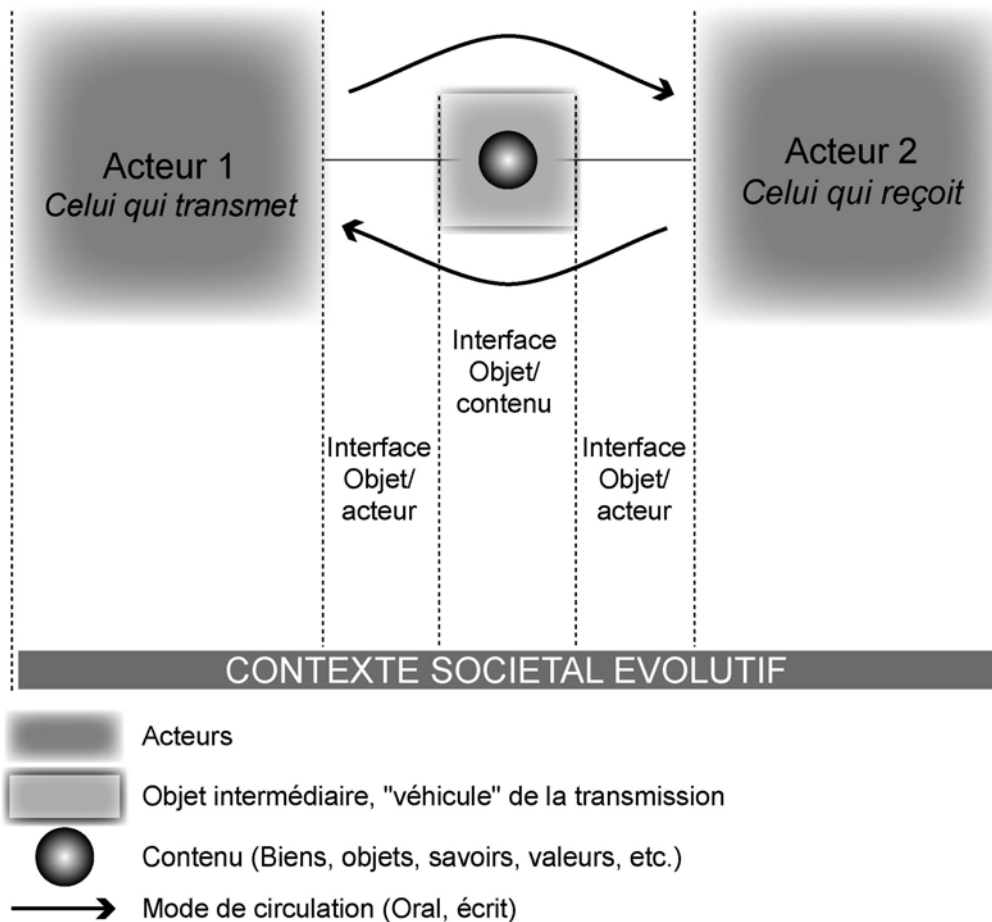 Acteur 1
Celui qui transmet
Acteur 2
Celui qui reçoit
Interface
Objet/
contenu
Interface
Objet/
acteur
Interface
Objet/
acteur
CONTEXTE SOCIETAL EVOLUTIF
Acteurs
Objet intermédiaire, "véhicule" de la transmission
Contenu (Biens, objets, savoirs, valeurs, etc.)
Mode de circulation (Oral, écrit)